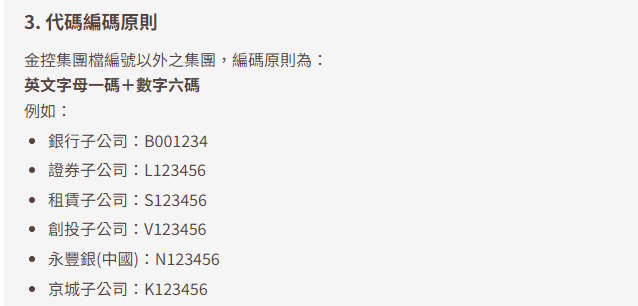 3. 代碼編碼原則
金控集團檔編號以外之集團，編碼原則為：
英文字母一碼＋數字六碼
例如：
• 銀行子公司：B001234
• 證券子公司：L123456
• 租賃子公司：S123456
• 創投子公司：V123456
• 永豐銀(中國)：N123456
• 京城子公司：K123456